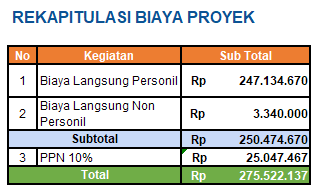 REKAPITULASI BIAYA PROYEK
No Kegiatan Sub Total
1 Biaya Langsung Personil Rp 247.134.670
2 Biaya Langsung Non Personil Rp 3.340.000
Subtotal Rp 250.474.670
3 PPN 10% Rp 25.047.467
Total Rp 275.522.137